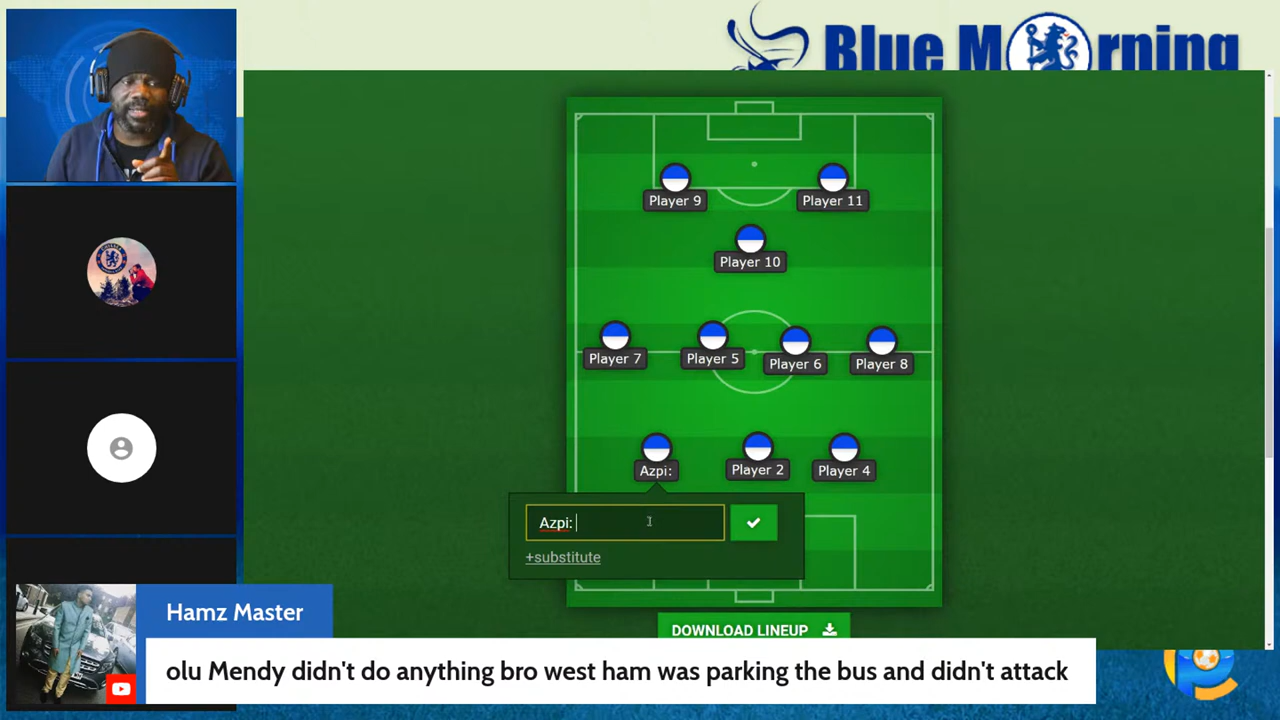 Blue M rning
Player 9
Player 11
Player 10
Player 7
Player 5
Player 6
Player 8
Azpi:
Player 2
Player 4
Azpi:
+substitute
DOWNLOAD LINEUP
Hamz Master
olu Mendy didn't do anything bro west ham was parking the bus and didn't attack